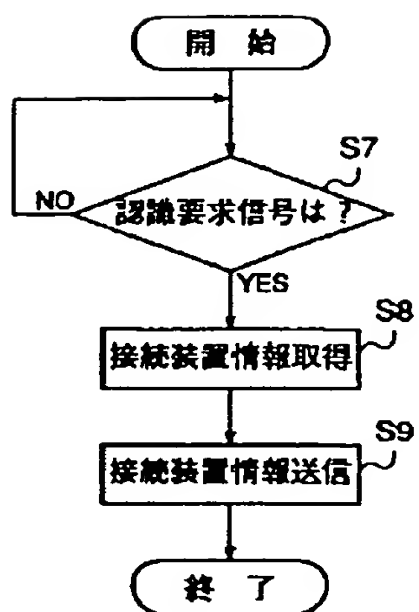 開 始
S7
認識要求信号は?
NO
YES
S8
接続装置情報取得
S9
接続装置情報送信
終 了